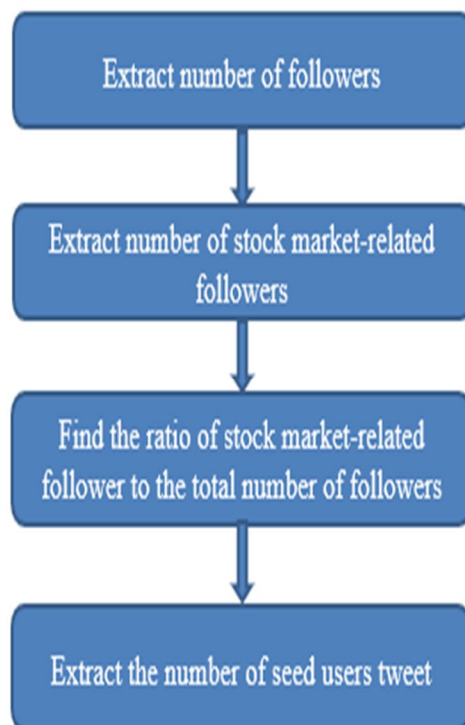 Extract number of followers
Extract number of stock market-related
followers
Find the ratio of stock market-related
follower to the total number of followers
Extract the number of seed users tweet